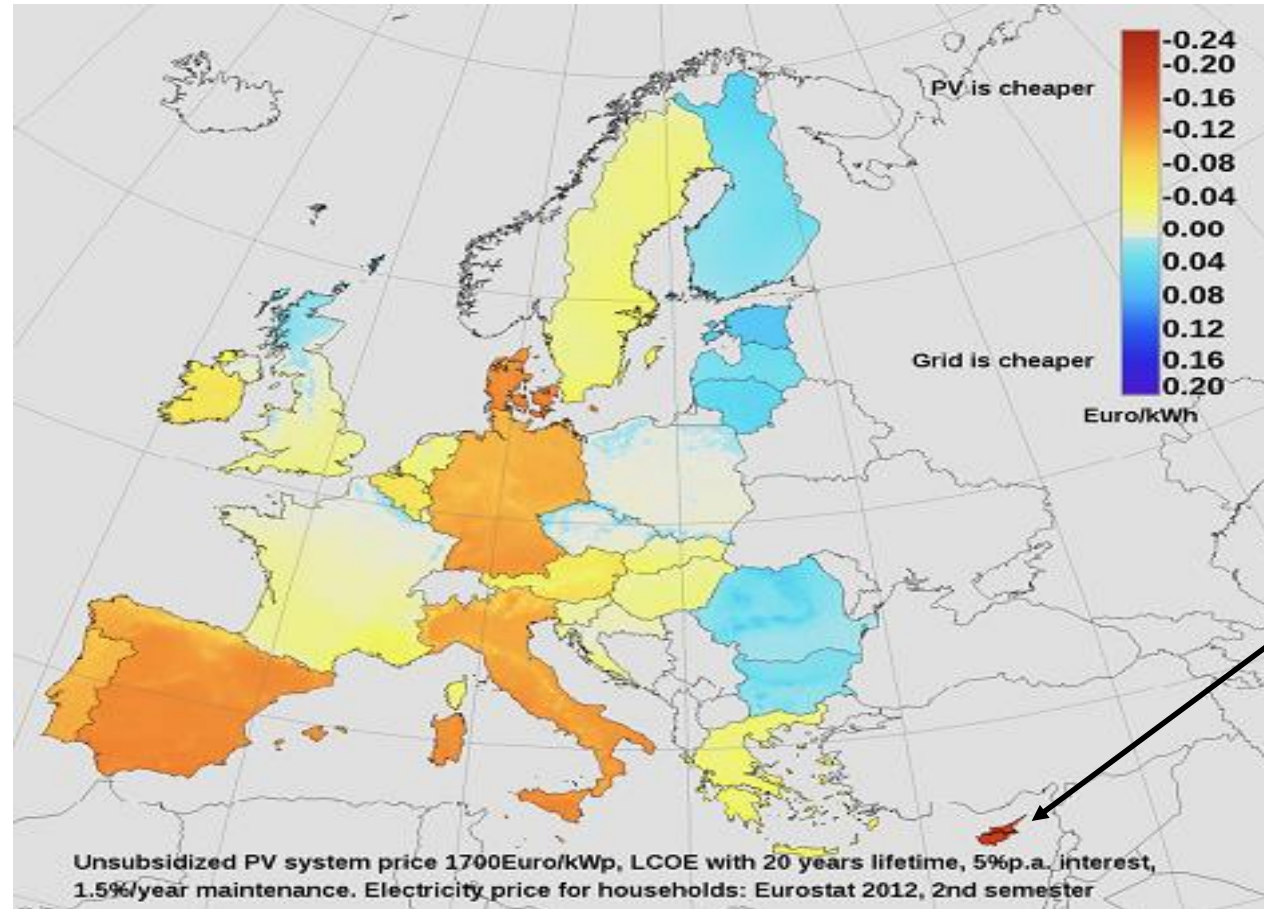 -0.24
-0.20
PV is cheaper
-0.16
-0.12
-0.08
-0.04
0.00
0.04
0.08
0.12
Grid is cheaper
0.16
0.20
Euro/kWh
Unsubsidized PV system price 1700Euro/kWp, LCOE with 20 years lifetime, 5%p.a. interest,
1.5%/year maintenance. Electricity price for households: Eurostat 2012, 2nd semester